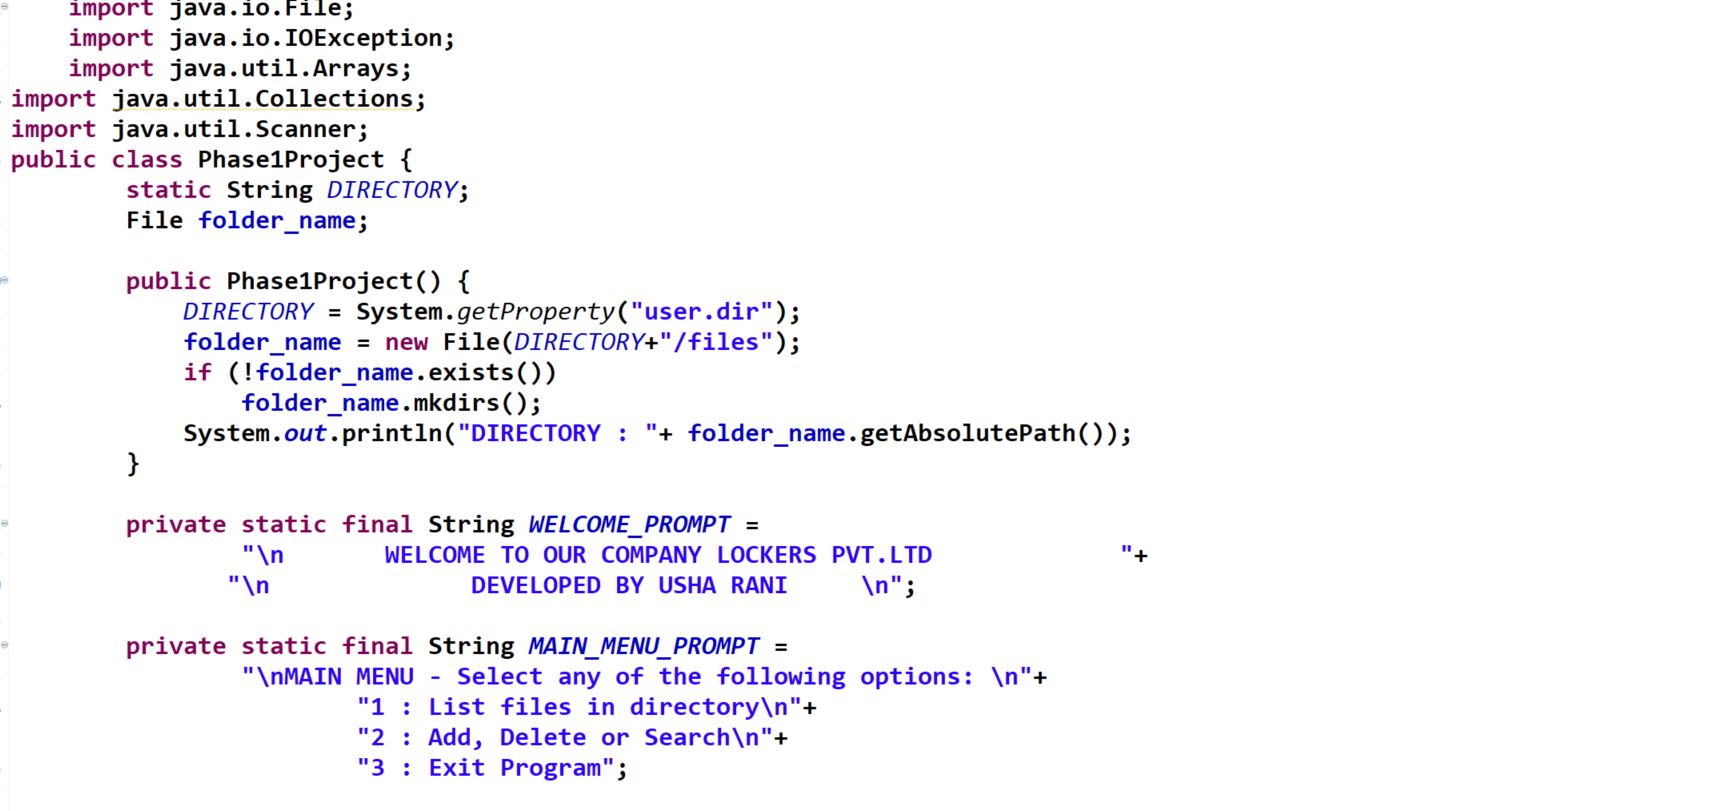 import java.io.File;
import java.io.IOException;
import java.util.Arrays;
import java.util.Collections;
import java.util.Scanner;
public class Phase1Project {
static String DIRECTORY;
File folder_name;
public Phase1Project() {
DIRECTORY = System.getProperty("user.dir");
folder_name = new File(DIRECTORY+"/files");
if (!folder_name.exists())
folder_name.mkdirs();
System.out.println("DIRECTORY : "+ folder_name.getAbsolutePath());
}
private static final String WELCOME_PROMPT =
"\n       WELCOME TO OUR COMPANY LOCKERS PVT.LTD             "+
"\n              DEVELOPED BY USHA RANI     \n";
private static final String MAIN_MENU_PROMPT =
"\nMAIN MENU - Select any of the following options: \n"+
"1 : List files in directory\n"+
"2 : Add, Delete or Search\n"+
"3 : Exit Program";